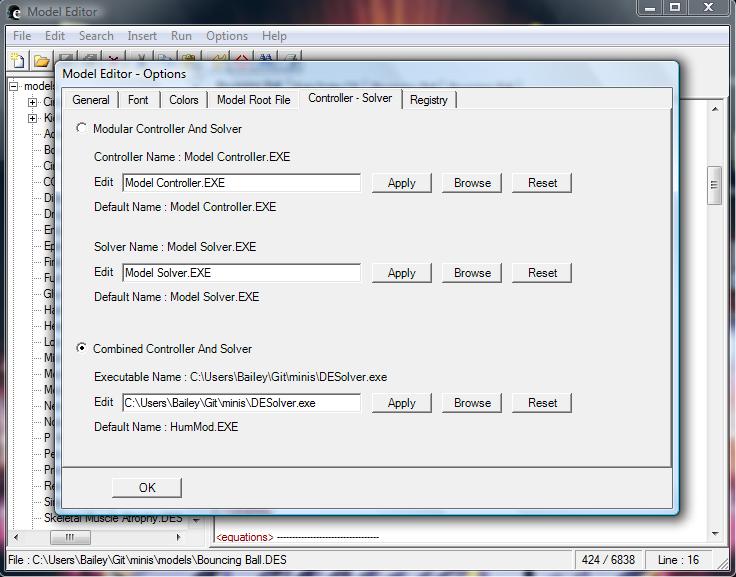 Model Editor
File Edit Search Insert Run Options Help
Model Editor - Options
General Font Colors Model Root File Controller - Solver Registry
models
Modular Controller And Solver
Controller Name : Model Controller.EXE
Edit Model Controller.EXE Apply Browse Reset
Default Name : Model Controller.EXE
Solver Name : Model Solver.EXE
Edit Model Solver.EXE Apply Browse Reset
Default Name : Model Solver.EXE
Combined Controller And Solver
Executable Name : C:\Users\Bailey\Git\minis\DESolver.exe
Edit C:\Users\Bailey\Git\minis\DESolver.exe Apply Browse Reset
Default Name : HumMod.EXE
OK
Skeletal Muscle Atrophy.DES
<equations> --------------------------------
File : C:\Users\Bailey\Git\minis\models\Bouncing Ball.DES 424 / 6838 Line : 16